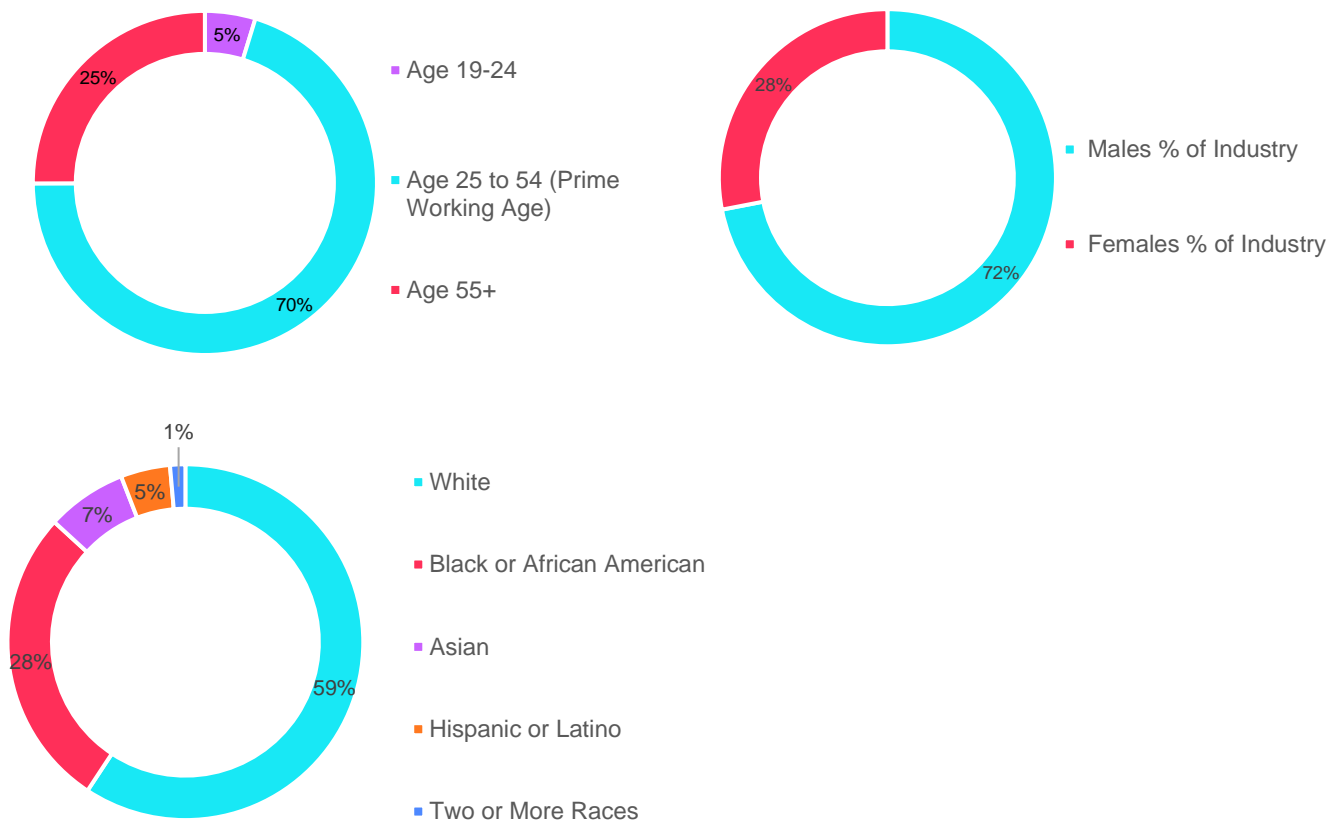 5%
25%
70%
Age 19-24
Age 25 to 54 (Prime
Working Age)
Age 55+
28%
72%
Males % of Industry
Females % of Industry
1%
5%
7%
28%
59%
White
Black or African American
Asian
Hispanic or Latino
Two or More Races